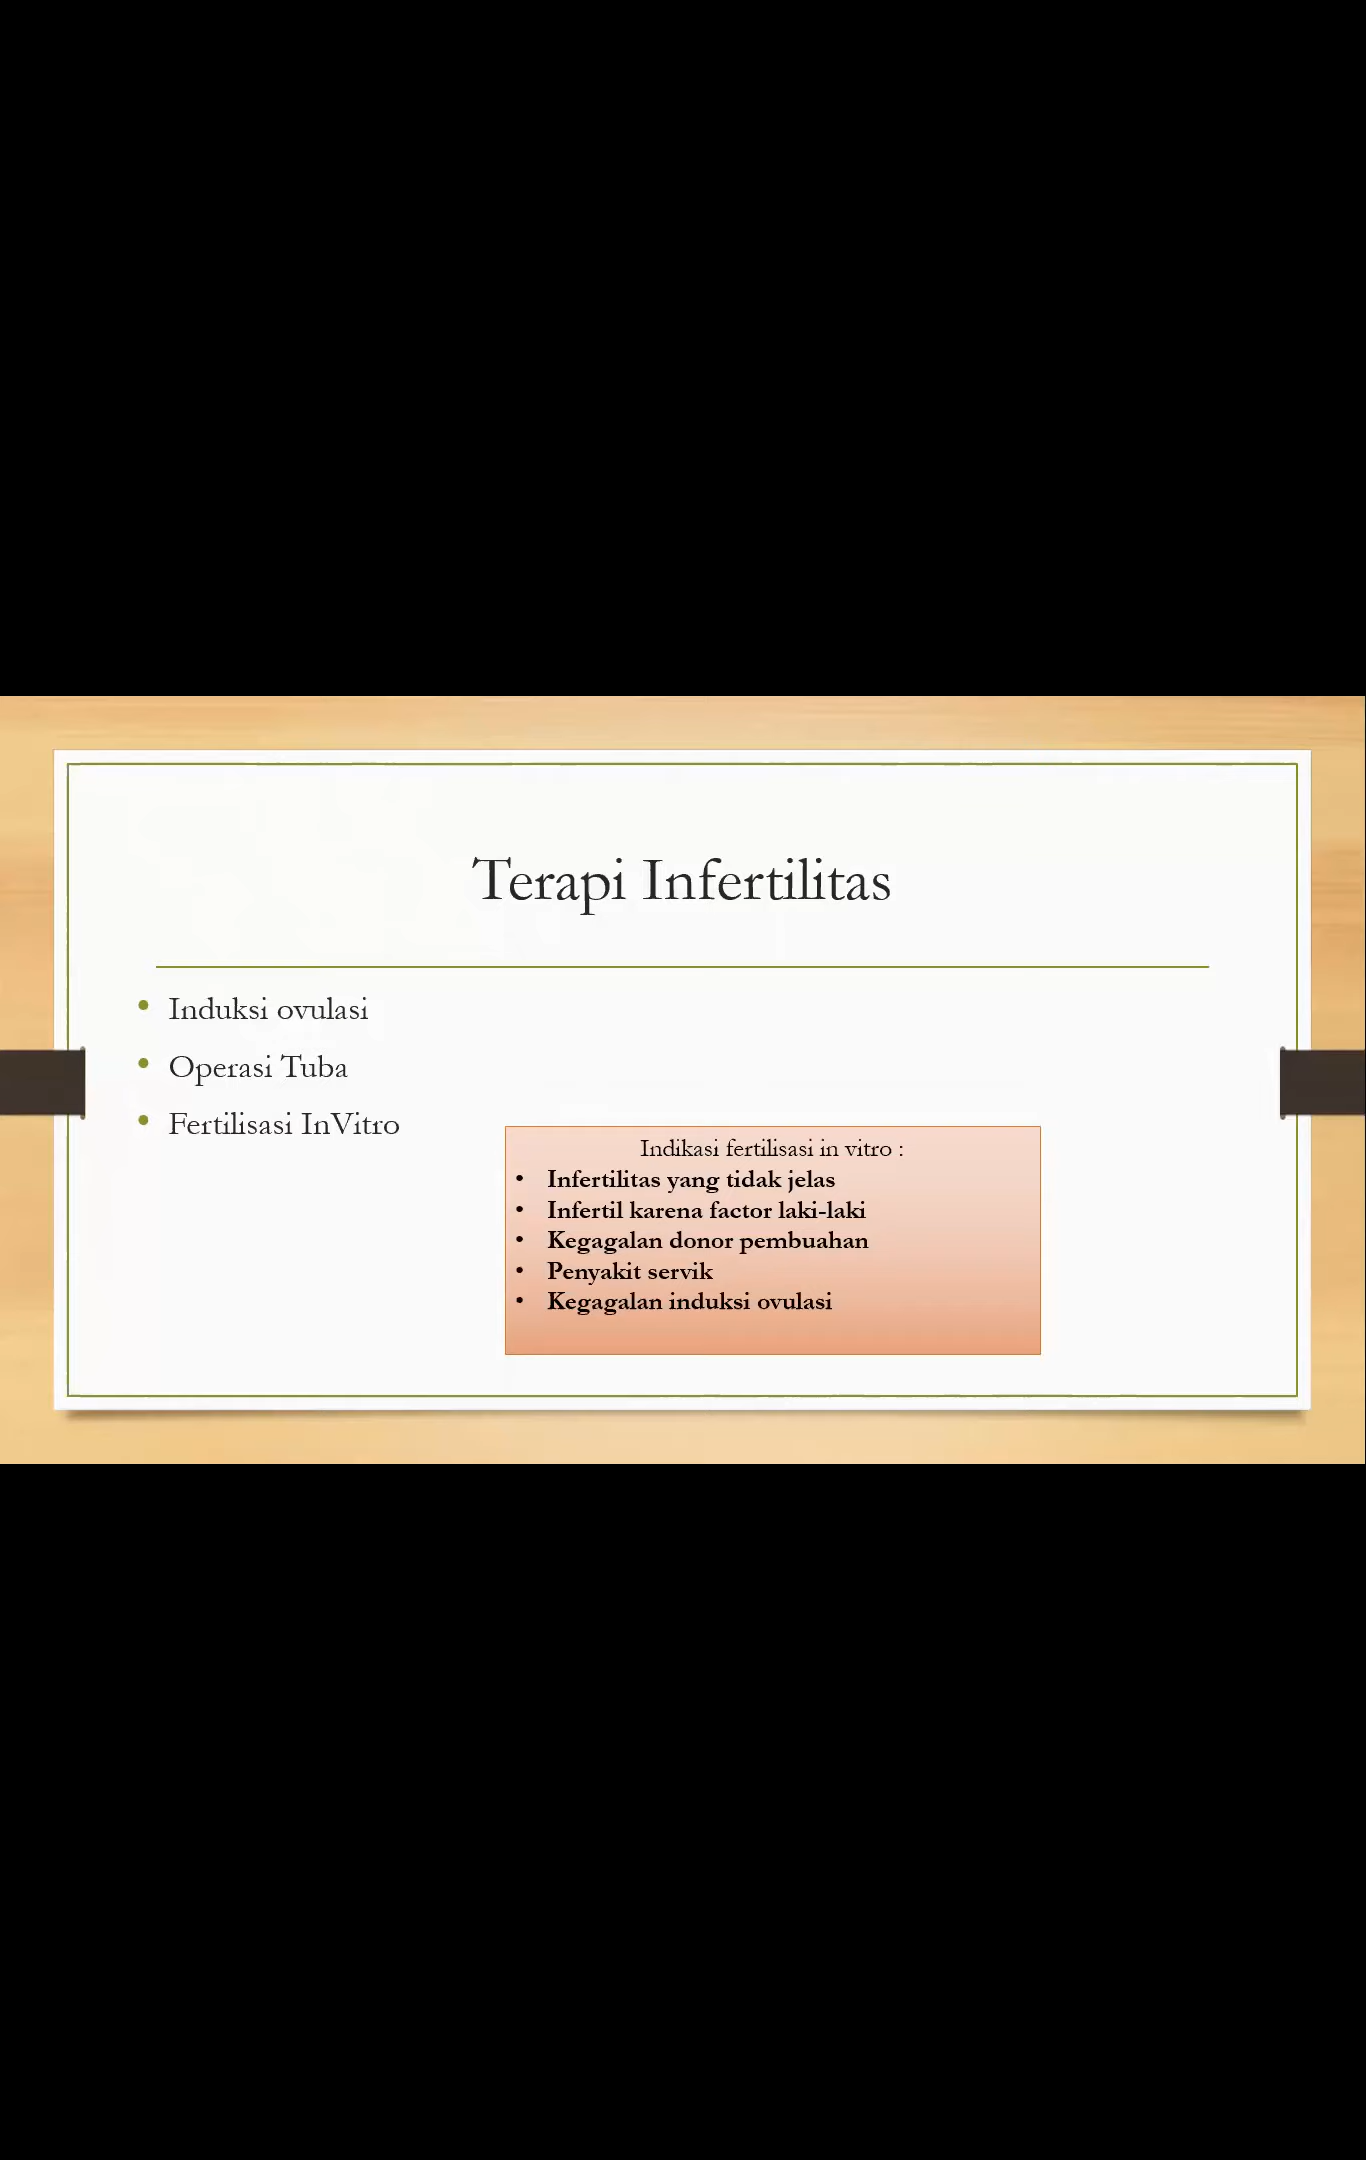 Terapi Infertilitas
• Induksi ovulasi
• Operasi Tuba
• Fertilisasi InVitro
Indikasi fertilisasi in vitro :
• Infertilitas yang tidak jelas
• Infertil karena factor laki-laki
• Kegagalan donor pembuahan
• Penyakit servik
• Kegagalan induksi ovulasi